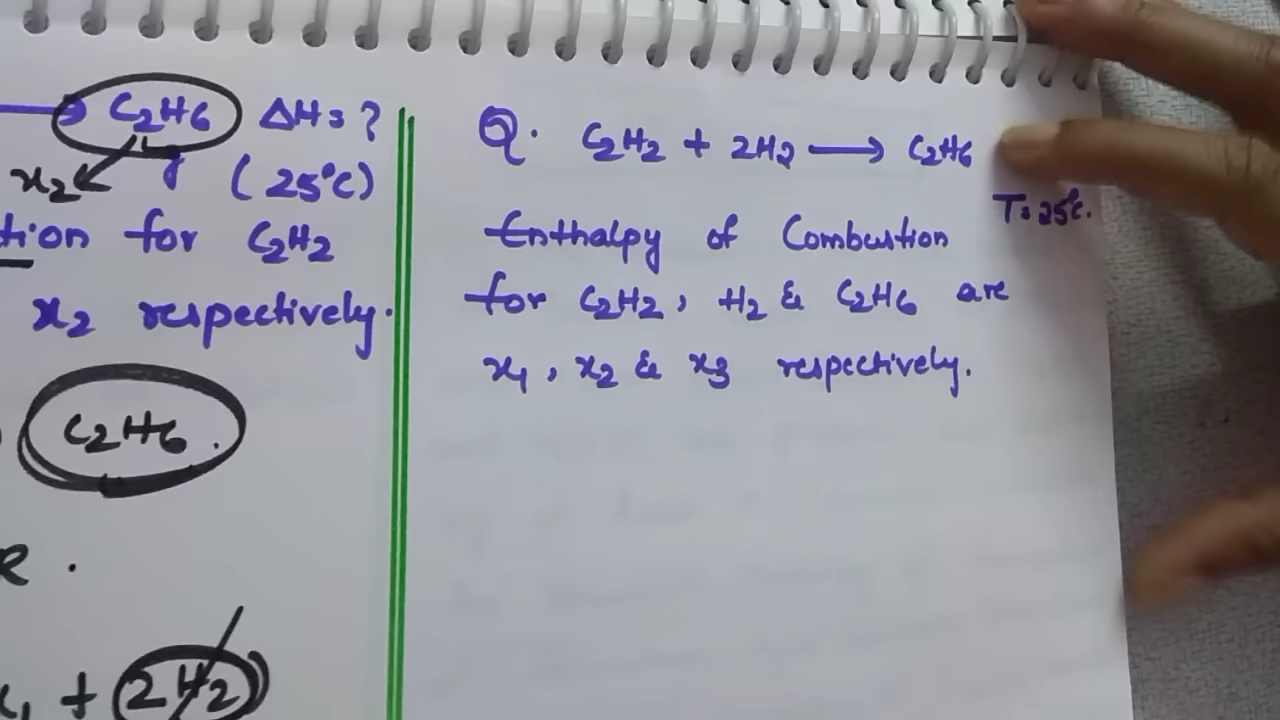 C2H6 ΔH = ?
x2 g (25°C)
tion for C2H2
x2 respectively.
C2H6.
R.
+ 2H2)
Q. C2H2 + 2H2 ⟶ C2H6
T = 25°C.
Enthalpy of Combustion
for C2H2, H2 & C2H6 are
x1, x2 & x3 respectively.